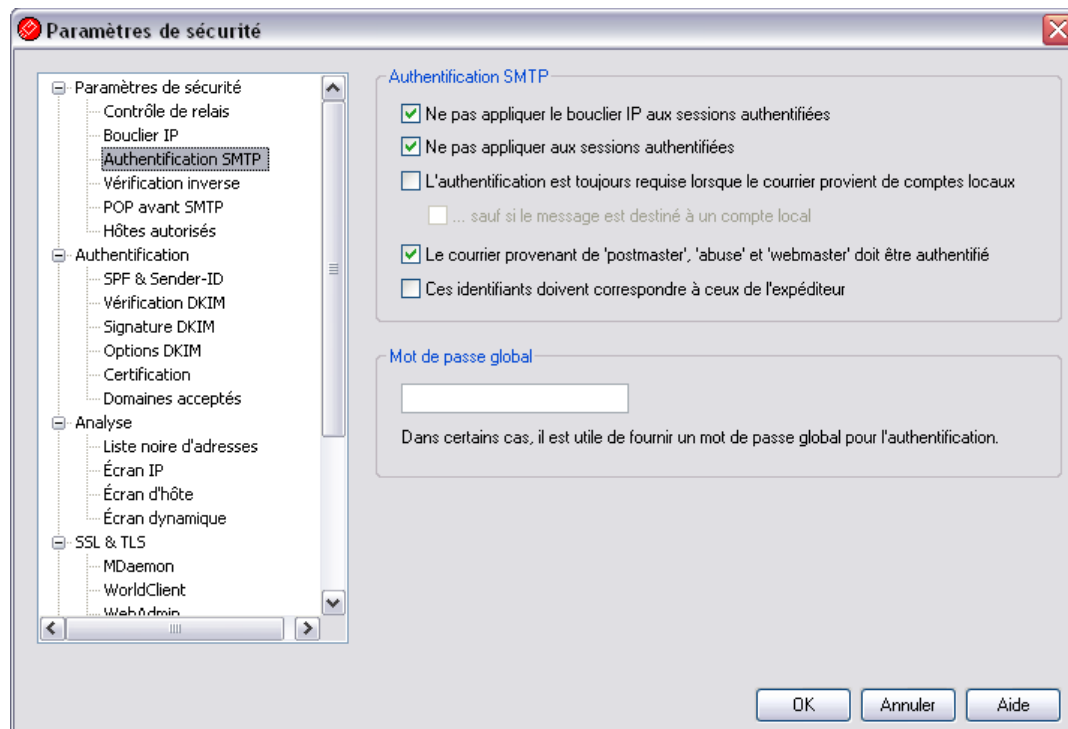 Paramètres de sécurité
Paramètres de sécurité
Contrôle de relais
Bouclier IP
Authentification SMTP
Vérification inverse
POP avant SMTP
Hôtes autorisés
Authentification
SPF & Sender-ID
Vérification DKIM
Signature DKIM
Options DKIM
Certification
Domaines acceptés
Analyse
Liste noire d'adresses
Écran IP
Écran d'hôte
Écran dynamique
SSL & TLS
MDaemon
WorldClient
WebAdmin
Authentification SMTP
Ne pas appliquer le bouclier IP aux sessions authentifiées
Ne pas appliquer aux sessions authentifiées
L'authentification est toujours requise lorsque le courrier provient de comptes locaux
... sauf si le message est destiné à un compte local
Le courrier provenant de 'postmaster', 'abuse' et 'webmaster' doit être authentifié
Ces identifiants doivent correspondre à ceux de l'expéditeur
Mot de passe global
Dans certains cas, il est utile de fournir un mot de passe global pour l'authentification.
OK
Annuler
Aide